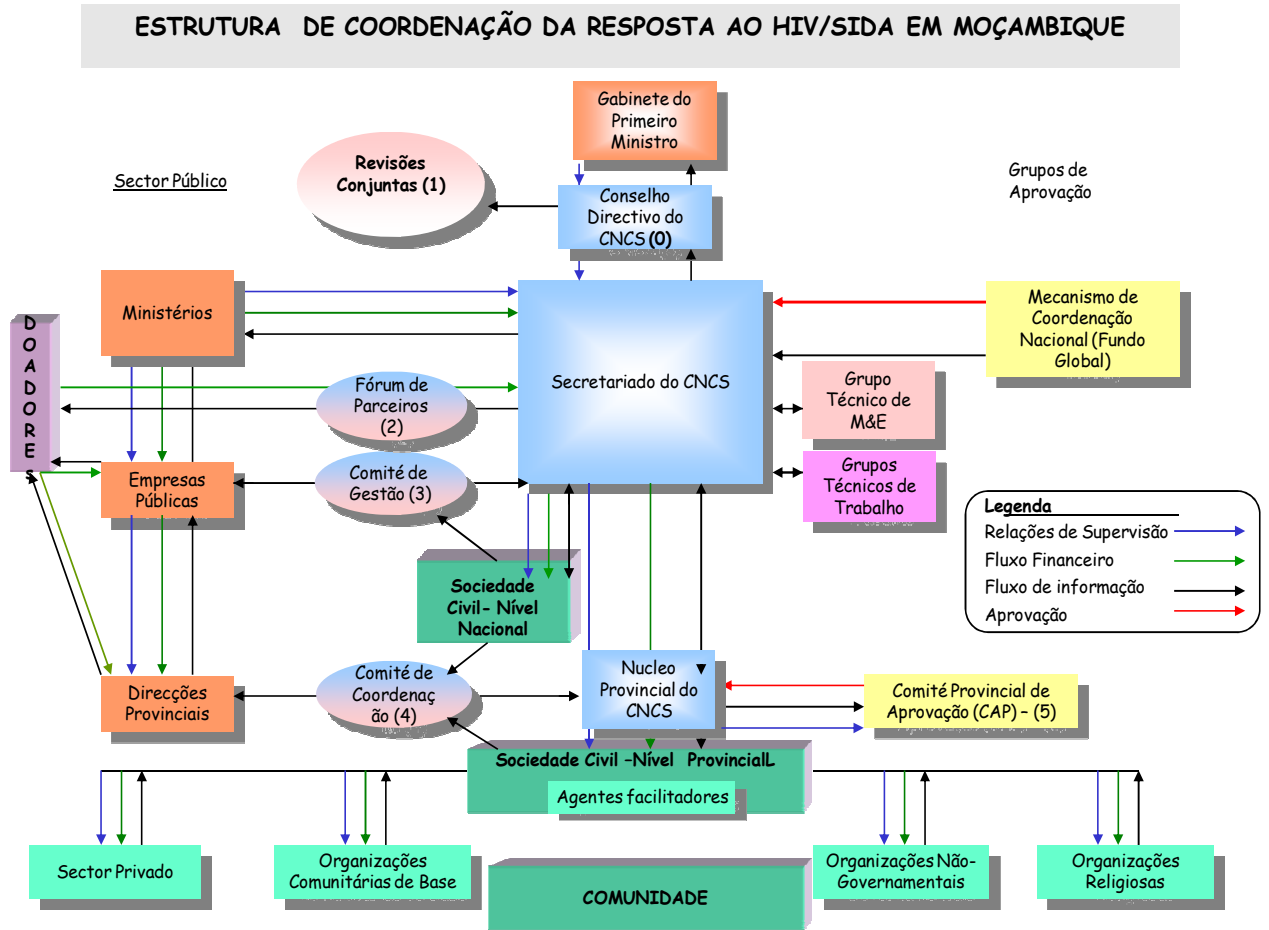 ESTRUTURA DE COORDENAÇÃO DA RESPOSTA AO HIV/SIDA EM MOÇAMBIQUE
Gabinete do
Primeiro
Ministro
Revisões
Conjuntas (1)
Sector Público
Grupos de
Aprovação
Conselho
Directivo do
CNCS (0)
Ministérios
Secretariado do CNCS
Mecanismo de
Coordenação
Nacional (Fundo
Global)
D
O
A
D
O
R
E
s
Fórum de
Parceiros
(2)
Grupo
Técnico de
M&E
Empresas
Públicas
Comité de
Gestão (3)
Grupos
Técnicos de
Trabalho
Legenda
Relações de Supervisão
Fluxo Financeiro
Fluxo de informação
Aprovação
Sociedade
Civil- Nível
Nacional
Direcções
Provinciais
Comité de
Coordenaç
ão (4)
Nucleo
Provincial do
CNCS
Comité Provincial de
Aprovação (CAP) – (5)
Sociedade Civil –Nível ProvincialL
Agentes facilitadores
Sector Privado
Organizações
Comunitárias de Base
COMUNIDADE
Organizações Não-
Governamentais
Organizações
Religiosas